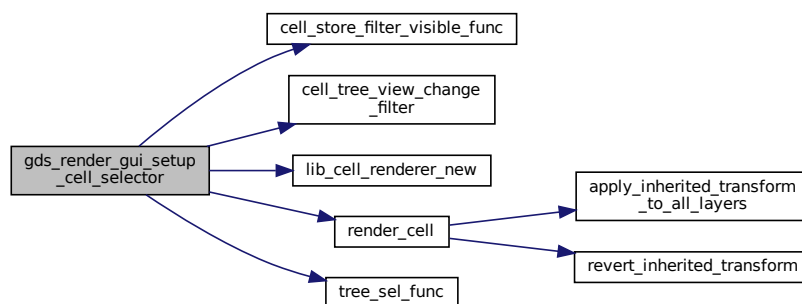 cell_store_filter_visible_func
cell_tree_view_change
_filter
gds_render_gui_setup
_cell_selector
lib_cell_renderer_new
render_cell
apply_inherited_transform
_to_all_layers
revert_inherited_transform
tree_sel_func